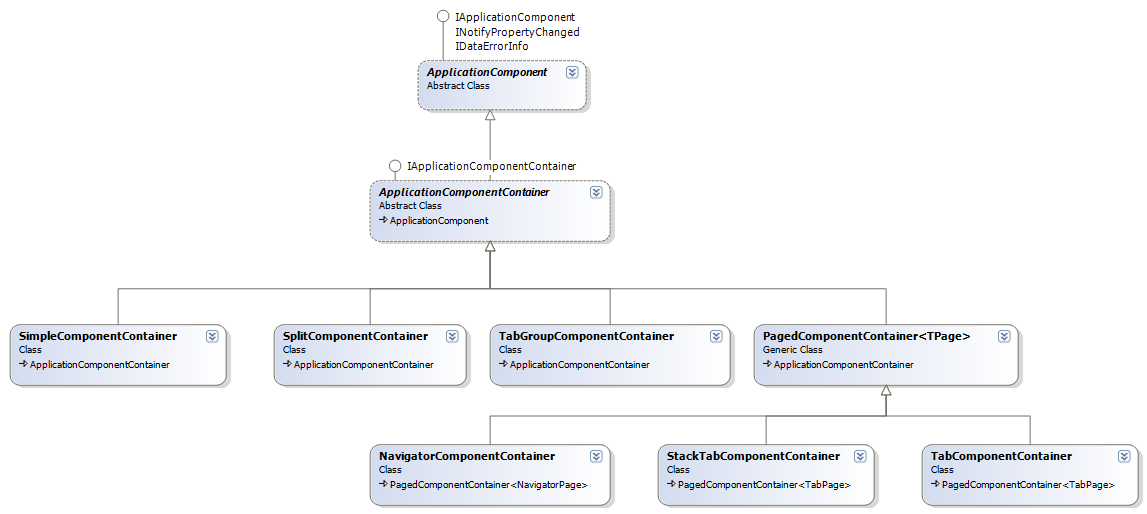 IApplicationComponent
INotifyPropertyChanged
IDataErrorInfo
ApplicationComponent
Abstract Class
IApplicationComponentContainer
ApplicationComponentContainer
Abstract Class
ApplicationComponent
SimpleComponentContainer
Class
ApplicationComponentContainer
SplitComponentContainer
Class
ApplicationComponentContainer
TabGroupComponentContainer
Class
ApplicationComponentContainer
PagedComponentContainer<TPage>
Generic Class
ApplicationComponentContainer
NavigatorComponentContainer
Class
PagedComponentContainer<NavigatorPage>
StackTabComponentContainer
Class
PagedComponentContainer<TabPage>
TabComponentContainer
Class
PagedComponentContainer<TabPage>